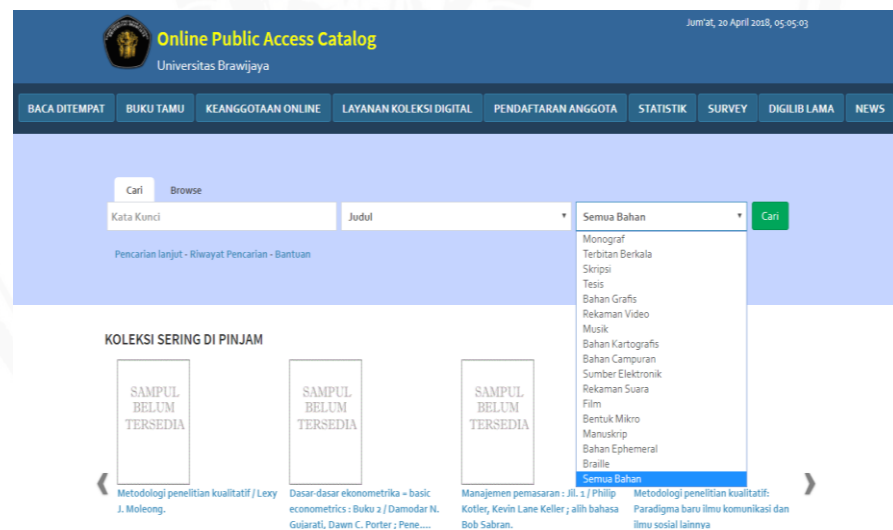 Online Public Access Catalog
Universitas Brawijaya
Jum'at, 20 April 2018, 05:05:03
BACA DITEMPAT BUKU TAMU KEANGGOTAAN ONLINE LAYANAN KOLEKSI DIGITAL PENDAFTARAN ANGGOTA STATISTIK SURVEY DIGILIB LAMA NEWS
Cari Browse
Kata Kunci Judul Semua Bahan Cari
Pencarian lanjut - Riwayat Pencarian - Bantuan
Monograf
Terbitan Berkala
Skripsi
Tesis
Bahan Grafis
Rekaman Video
Musik
Bahan Kartografis
Bahan Campuran
Sumber Elektronik
Rekaman Suara
Film
Bentuk Mikro
Manuskrip
Bahan Ephemeral
Braille
Semua Bahan
KOLEKSI SERING DI PINJAM
SAMPUL
BELUM
TERSEDIA
SAMPUL
BELUM
TERSEDIA
SAMPUL
BELUM
TERSEDIA
Metodologi penelitian kualitatif / Lexy
J. Moleong.
Dasar-dasar ekonometrika = basic
econometrics : Buku 2 / Damodar N.
Gujarati, Dawn C. Porter ; Pene....
Manajemen pemasaran : Jil. 1 / Philip
Kotler, Kevin Lane Keller ; alih bahasa
Bob Sabran.
Metodologi penelitian kualitatif:
Paradigma baru ilmu komunikasi dan
ilmu sosial lainnya